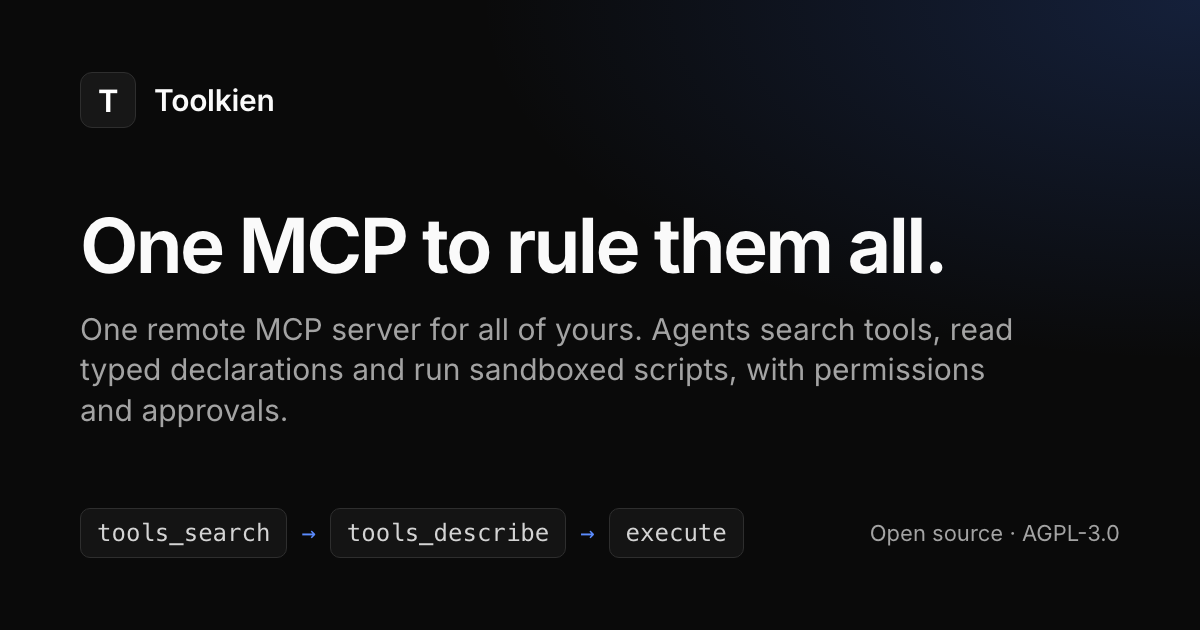 T
Toolkien
One MCP to rule them all.
One remote MCP server for all of yours. Agents search tools, read
typed declarations and run sandboxed scripts, with permissions
and approvals.
tools_search → tools_describe → execute
Open source · AGPL-3.0